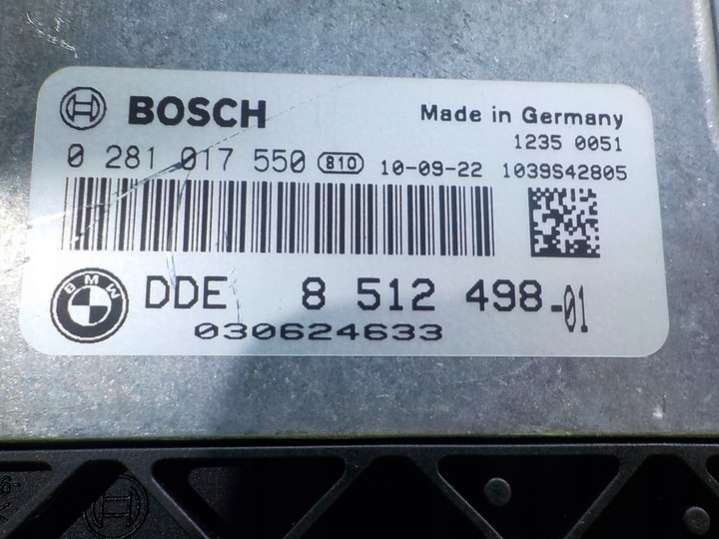 BOSCH
Made in Germany
1235 0051
0 281 017 550 810 10-09-22 1039S42805
BMW
DDE 8 512 498-01
030624633